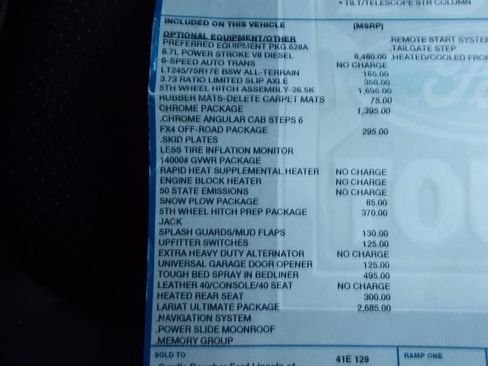 • TILT/TELESCOPE STR COLUMN
INCLUDED ON THIS VEHICLE (MSRP)
OPTIONAL EQUIPMENT/OTHER
PREFERRED EQUIPMENT PKG.628A
6.7L POWER STROKE V8 DIESEL 8,480.00
6-SPEED AUTO TRANS NO CHARGE
LT245/75R17E BSW ALL-TERRAIN 165.00
3.73 RATIO LIMITED SLIP AXLE 350.00
5TH WHEEL HITCH ASSEMBLY-26.5K 1,695.00
RUBBER MATS-DELETE CARPET MATS 75.00
CHROME PACKAGE 1,395.00
.CHROME ANGULAR CAB STEPS 6
FX4 OFF-ROAD PACKAGE 295.00
.SKID PLATES
LESS TIRE INFLATION MONITOR
14000# GVWR PACKAGE
RAPID HEAT SUPPLEMENTAL HEATER NO CHARGE
ENGINE BLOCK HEATER NO CHARGE
50 STATE EMISSIONS NO CHARGE
SNOW PLOW PACKAGE 85.00
5TH WHEEL HITCH PREP PACKAGE 370.00
JACK
SPLASH GUARDS/MUD FLAPS 130.00
UPFITTER SWITCHES 125.00
EXTRA HEAVY DUTY ALTERNATOR NO CHARGE
UNIVERSAL GARAGE DOOR OPENER 125.00
TOUGH BED SPRAY IN BEDLINER 495.00
LEATHER 40/CONSOLE/40 SEAT NO CHARGE
HEATED REAR SEAT 300.00
LARIAT ULTIMATE PACKAGE 2,685.00
.NAVIGATION SYSTEM
.POWER SLIDE MOONROOF
.MEMORY GROUP
.REMOTE START SYSTEM
.TAILGATE STEP
.HEATED/COOLED FRO
SOLD TO
41E 129
RAMP ONE